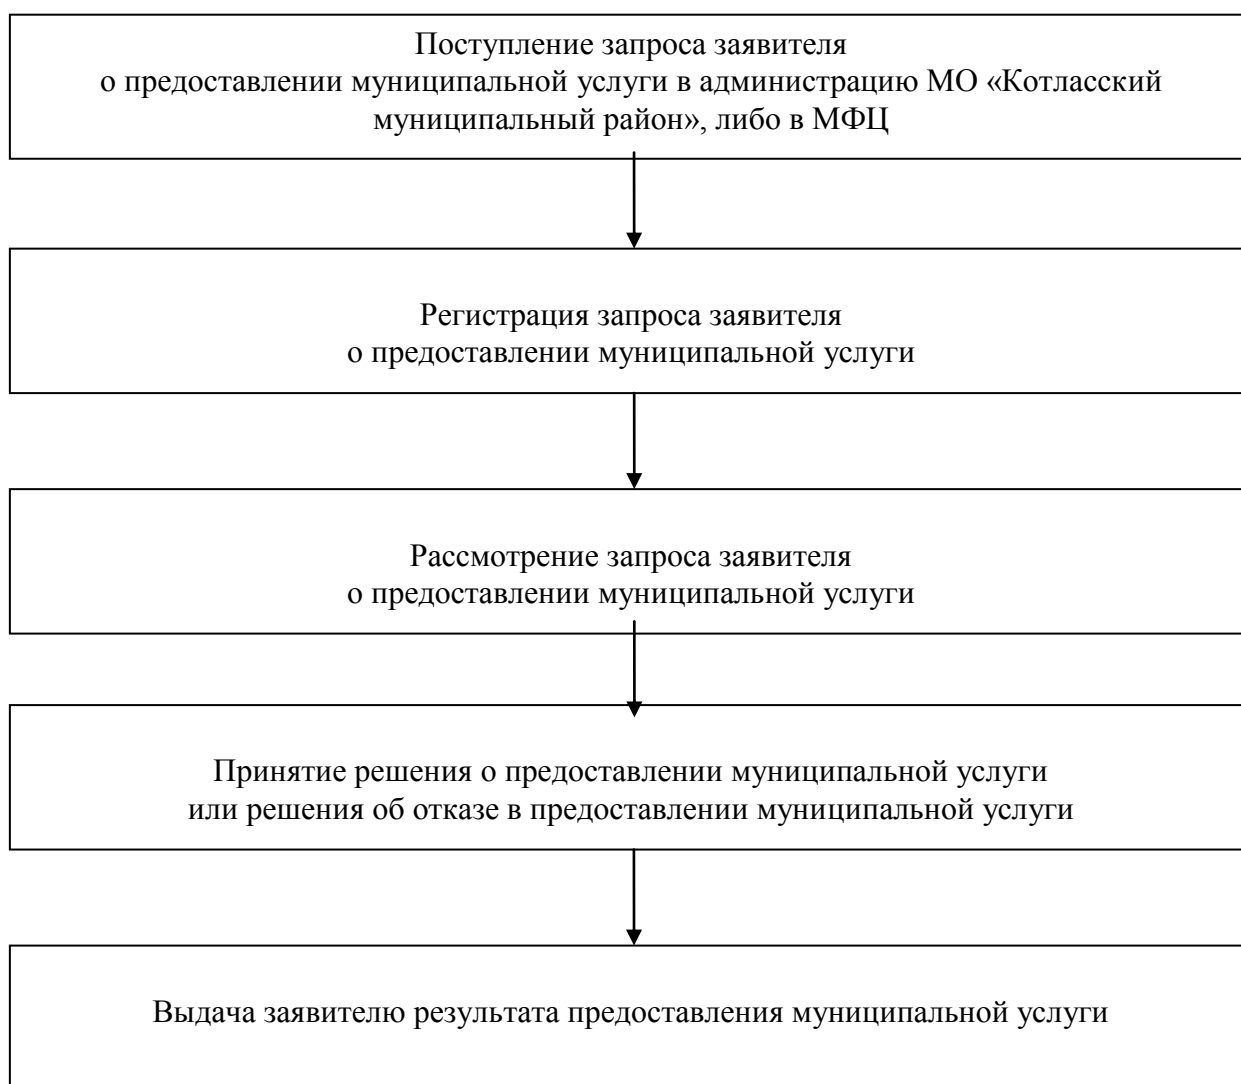 Поступление запроса заявителя
о предоставлении муниципальной услуги в администрацию МО «Котласский
муниципальный район», либо в МФЦ
Регистрация запроса заявителя
о предоставлении муниципальной услуги
Рассмотрение запроса заявителя
о предоставлении муниципальной услуги
Принятие решения о предоставлении муниципальной услуги
или решения об отказе в предоставлении муниципальной услуги
Выдача заявителю результата предоставления муниципальной услуги